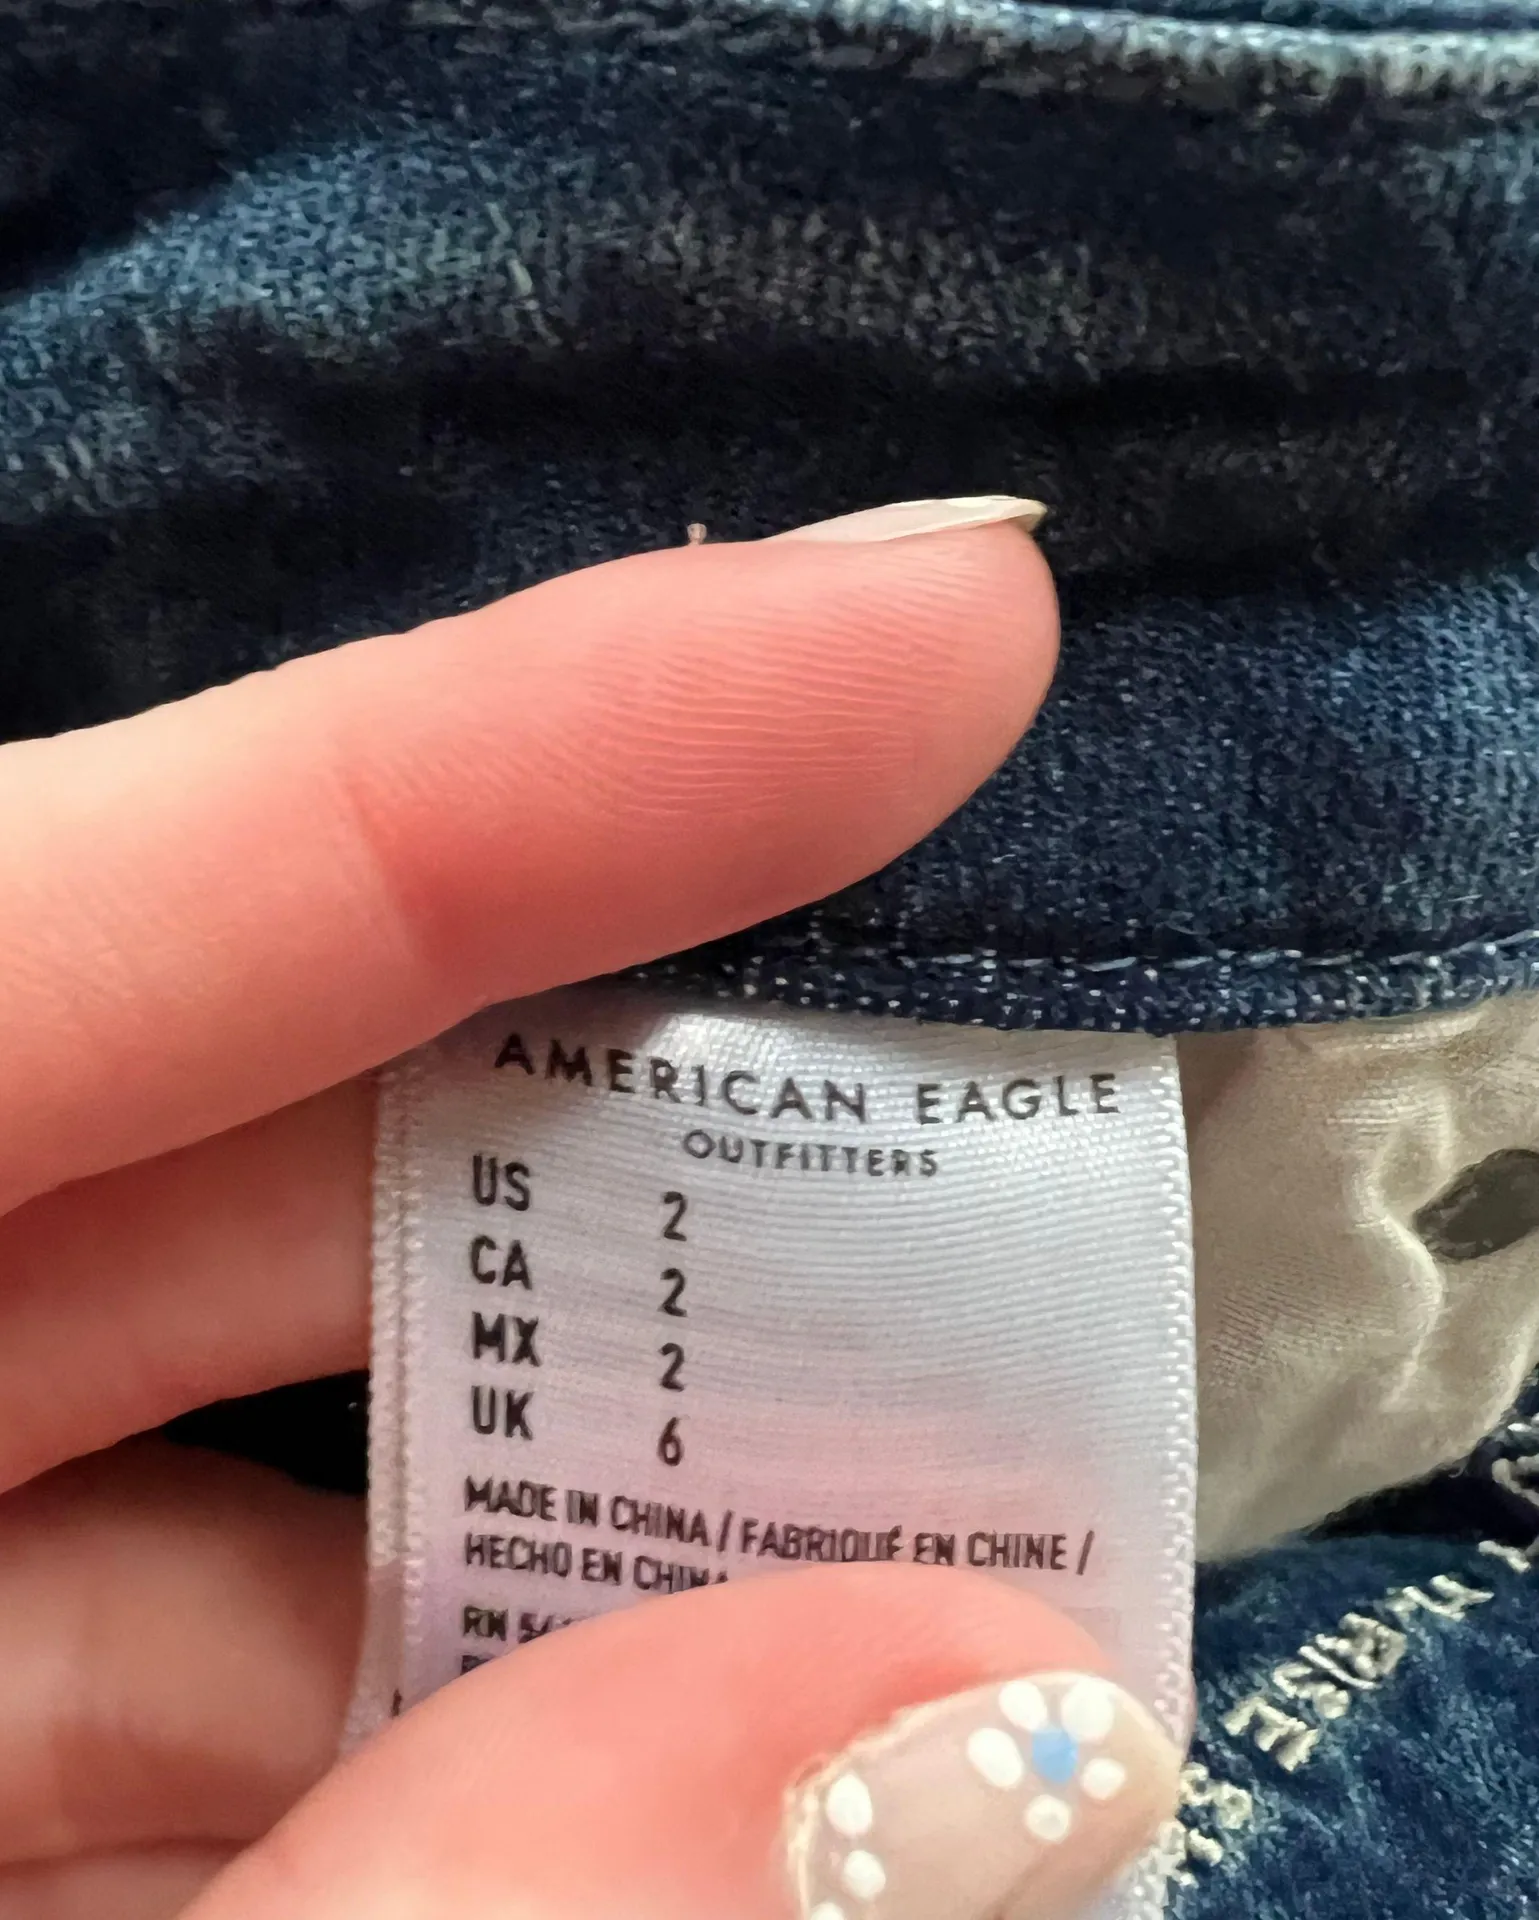 AMERICAN EAGLE
OUTFITTERS
US 2
CA 2
MX 2
UK 6
MADE IN CHINA / FABRIQUÉ EN CHINE /
HECHO EN
RN